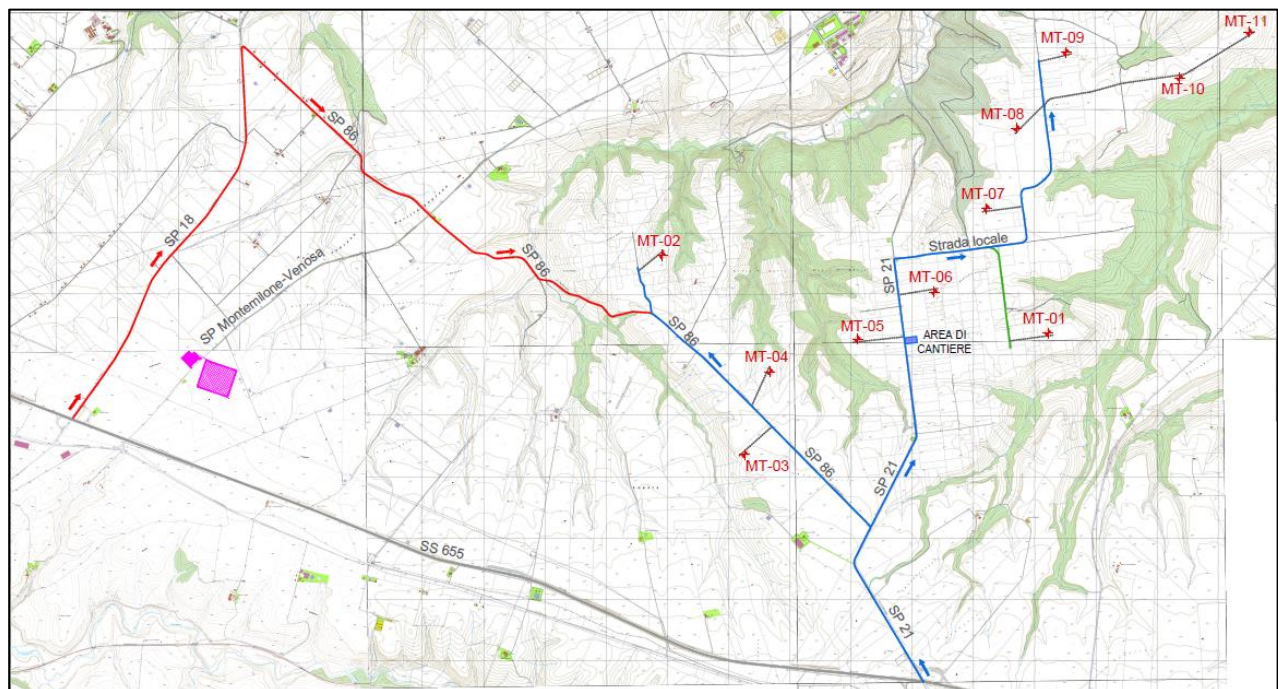 MT-11
MT-09
MT-10
MT-08
SP 86
MT-07
SP 18
Strada locale
MT-02
SP 86
SP 21
MT-06
SP Montemilone-Venosa
SP 86
MT-05
AREA DI
CANTIERE
MT-01
MT-04
MT-03
SP 86
SP 21
SS 655
SP 21